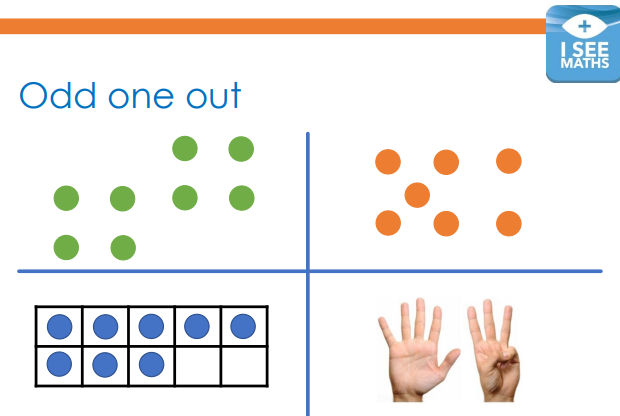 I SEE
MATHS
Odd one out